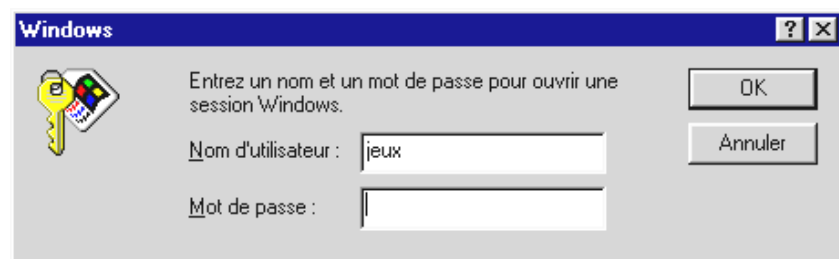 Windows
Entrez un nom et un mot de passe pour ouvrir une
session Windows.
OK
Nom d'utilisateur : jeux
Annuler
Mot de passe :